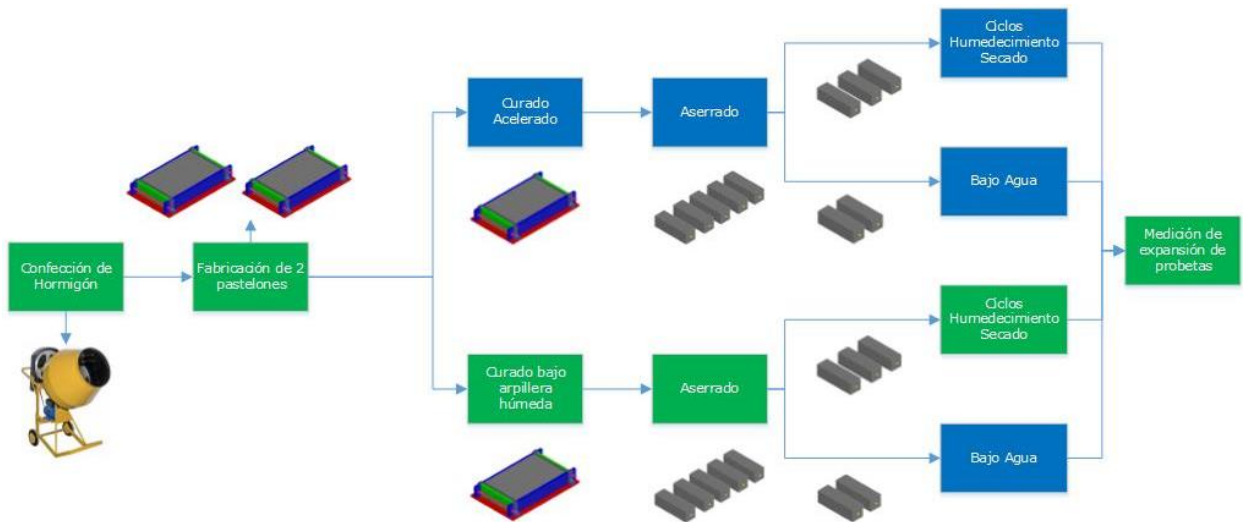 Confección de
Hormigón
Fabricación de 2
pastelones
Curado
Acelerado
Aserrado
Ciclos
Humedecimiento
Secado
Bajo Agua
Curado bajo
arpillera
húmeda
Aserrado
Ciclos
Humedecimiento
Secado
Bajo Agua
Medición de
expansión de
probetas